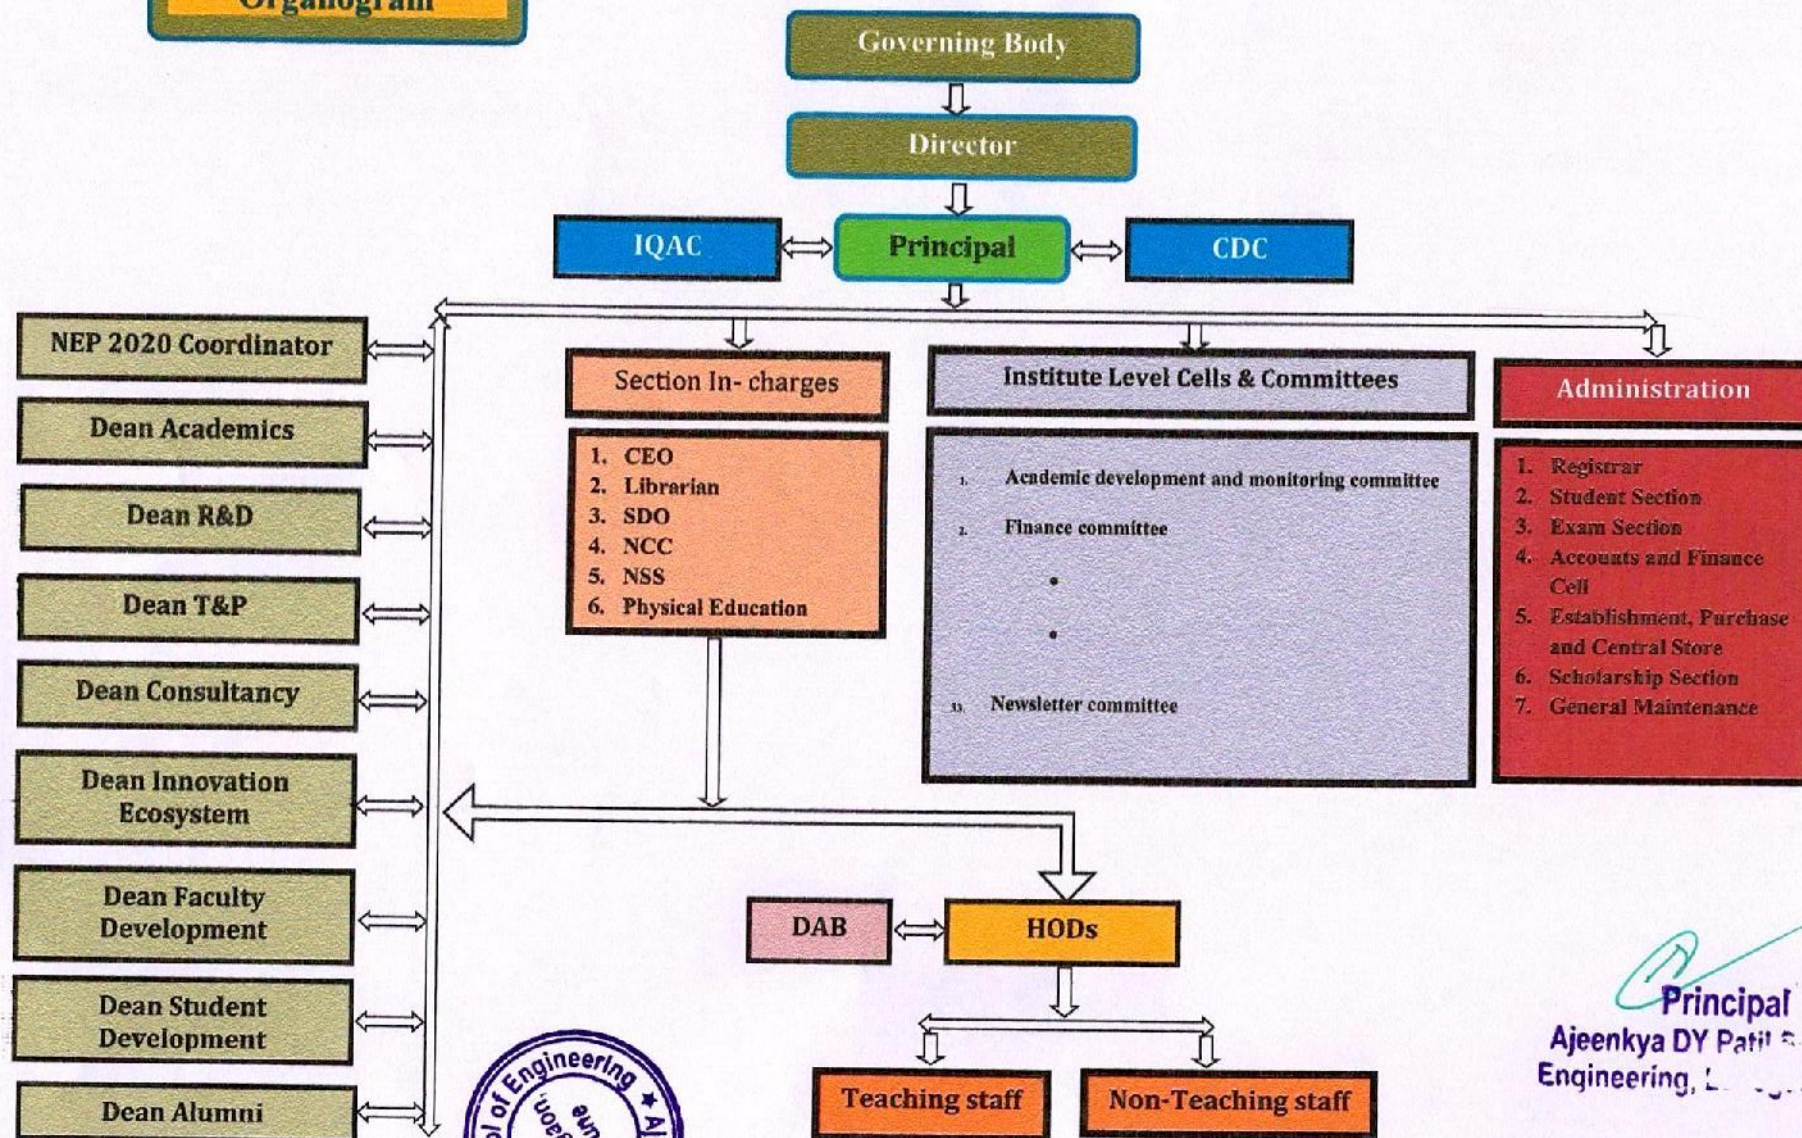 Organogram
Governing Body
Director
IQAC
Principal
CDC
NEP 2020 Coordinator
Dean Academics
Dean R&D
Dean T&P
Dean Consultancy
Dean Innovation
Ecosystem
Dean Faculty
Development
Dean Student
Development
Dean Alumni
Section In- charges
1. CEO
2. Librarian
3. SDO
4. NCC
5. NSS
6. Physical Education
Institute Level Cells & Committees
1. Academic development and monitoring committee
2. Finance committee
•
•
33. Newsletter committee
Administration
1. Registrar
2. Student Section
3. Exam Section
4. Accounts and Finance
Cell
5. Establishment, Purchase
and Central Store
6. Scholarship Section
7. General Maintenance
DAB
HODs
Teaching staff
Non-Teaching staff
of Engineering ★
Principal
Ajeenkya DY Patil
Engineering,